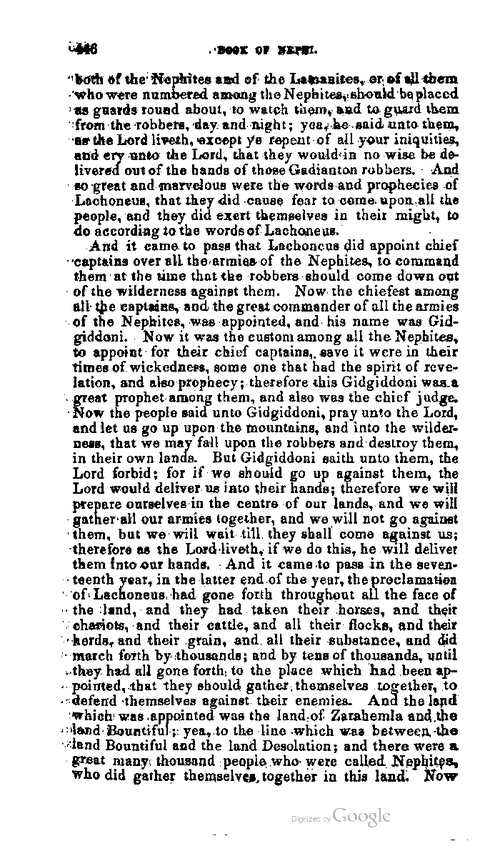 446 BOOK OF NEPHI.
both of the Nephites and of the Lamanites, or of all them
who were numbered among the Nephites, should be placed
as guards round about, to watch them, and to guard them
from the robbers, day and night; yea, he said unto them,
as the Lord liveth, except ye repent of all your iniquities,
and cry unto the Lord, that they would in no wise be de-
livered out of the hands of those Gadianton robbers. And
so great and marvelous were the words and prophecies of
Lachoneus, that they did cause fear to come upon all the
people, and they did exert themselves in their might, to
do according to the words of Lachoneus.
And it came to pass that Lachoneus did appoint chief
captains over all the armies of the Nephites, to command
them at the time that the robbers should come down out
of the wilderness against them. Now the chiefest among
all the captains, and the great commander of all the armies
of the Nephites, was appointed, and his name was Gid-
giddoni. Now it was the custom among all the Nephites,
to appoint for their chief captains, save it were in their
times of wickedness, some one that had the spirit of reve-
lation, and also prophecy; therefore this Gidgiddoni was a
great prophet among them, and also was the chief judge.
Now the people said unto Gidgiddoni, pray unto the Lord,
and let us go up upon the mountains, and into the wilder-
ness, that we may fall upon the robbers and destroy them,
in their own lands. But Gidgiddoni saith unto them, the
Lord forbid; for if we should go up against them, the
Lord would deliver us into their hands; therefore we will
prepare ourselves in the centre of our lands, and we will
gather all our armies together, and we will not go against
them, but we will wait till they shall come against us;
therefore as the Lord liveth, if we do this, he will deliver
them into our hands. And it came to pass in the seven-
teenth year, in the latter end of the year, the proclamation
of Lachoneus had gone forth throughout all the face of
the land, and they had taken their horses, and their
chariots, and their cattle, and all their flocks, and their
herds, and their grain, and all their substance, and did
march forth by thousands; and by tens of thousands, until
they had all gone forth to the place which had been ap-
pointed, that they should gather themselves together, to
defend themselves against their enemies. And the land
which was appointed was the land of Zarahemla and the
land Bountiful; yea, to the line which was between the
land Bountiful and the land Desolation; and there were a
great many thousand people who were called Nephites,
who did gather themselves together in this land. Now
Digitized by Google